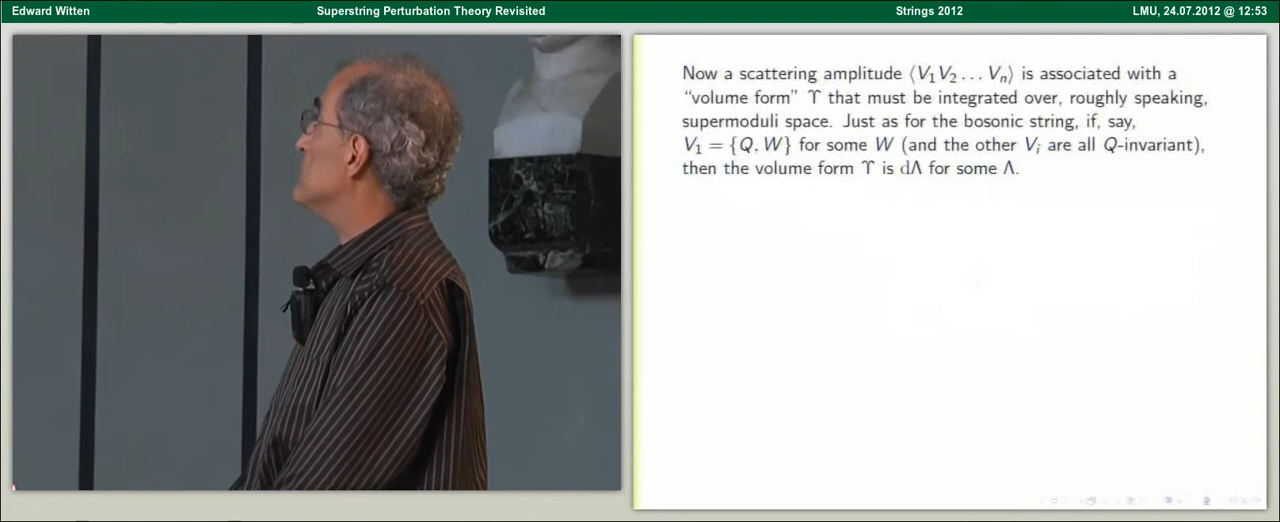 Edward Witten Superstring Perturbation Theory Revisited Strings 2012 LMU, 24.07.2012 @ 12:53
Now a scattering amplitude ⟨V₁V₂…Vₙ⟩ is associated with a
“volume form” ϒ that must be integrated over, roughly speaking,
supermoduli space. Just as for the bosonic string, if, say,
V₁ = {Q, W} for some W (and the other Vᵢ are all Q-invariant),
then the volume form ϒ is dΛ for some Λ.